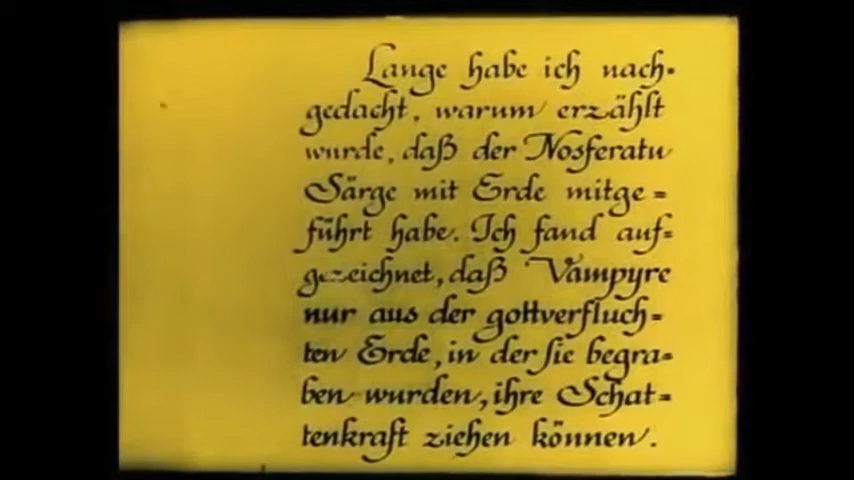 Lange habe ich nach-
gedacht, warum erzählt
wurde, daß der Nosferatu
Särge mit Erde mitge=
führt habe. Ich fand auf=
gezeichnet, daß Vampyre
nur aus der gottverfluch=
ten Erde, in der sie begra=
ben wurden, ihre Schat=
tenkraft ziehen können.